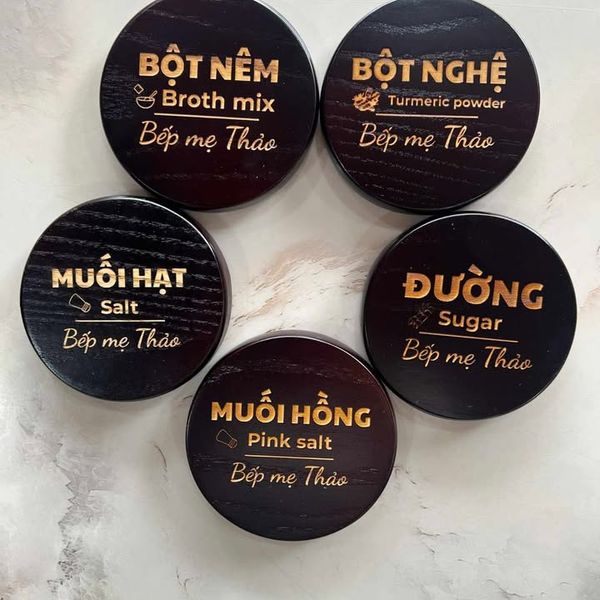 BỘT NÊM
Broth mix
Bếp mẹ Thảo
BỘT NGHỆ
Turmeric powder
Bếp mẹ Thảo
MUỐI HẠT
Salt
Bếp mẹ Thảo
ĐƯỜNG
Sugar
Bếp mẹ Thảo
MUỐI HỒNG
Pink salt
Bếp mẹ Thảo